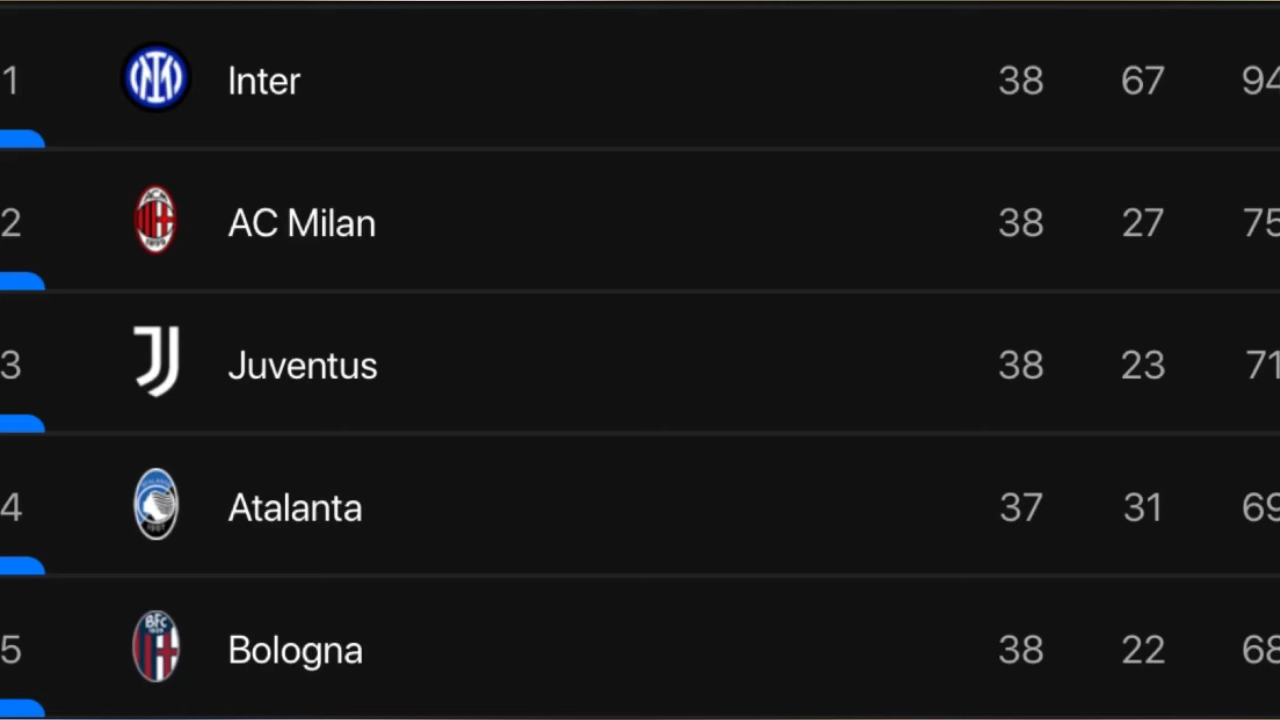 1 Inter 38 67 94
2 AC Milan 38 27 75
3 Juventus 38 23 71
4 Atalanta 37 31 69
BFC
5 Bologna 38 22 68